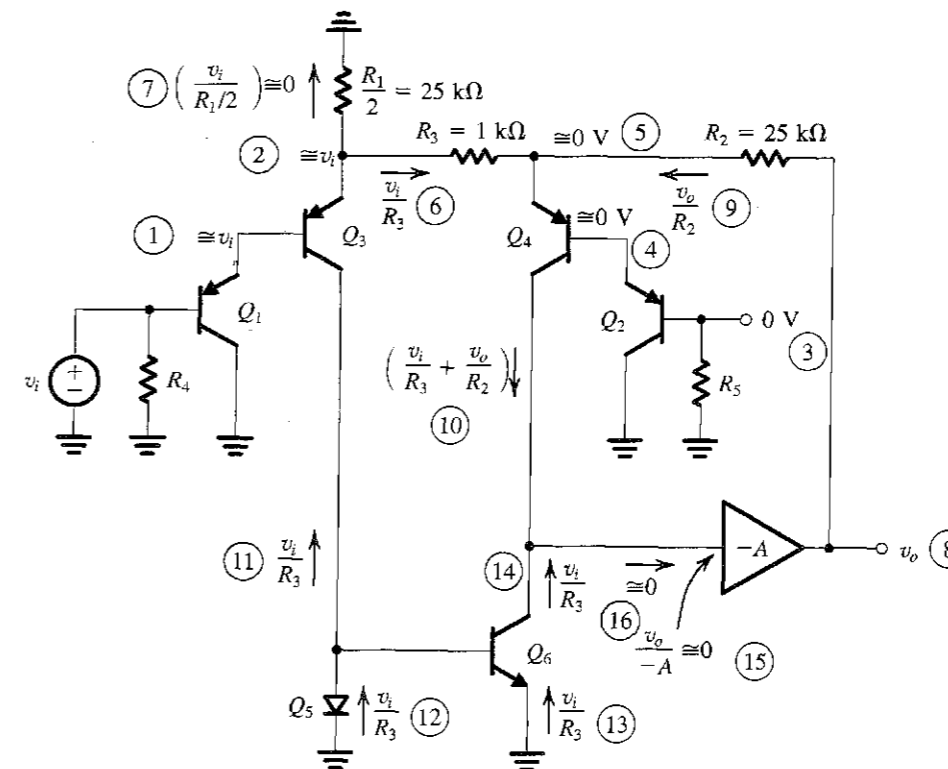 ⑦ (v_i / (R_1/2)) ≅0
R_1/2 = 25 kΩ
R_3 = 1 kΩ
≅0 V ⑤
R_2 = 25 kΩ
② ≅v_i
v_i/R_3 ⑥
v_o/R_2 ⑨
① ≅v_i
Q_3
Q_4
≅0 V
④
Q_1
Q_2
0 V
③
v_i
+
−
R_4
(v_i/R_3 + v_o/R_2)
⑩
R_5
⑪ v_i/R_3
⑭
v_i/R_3
≅0
⑯
−A
v_o ⑧
v_o/−A ≅0 ⑮
Q_6
Q_5
v_i/R_3 ⑫
v_i/R_3 ⑬